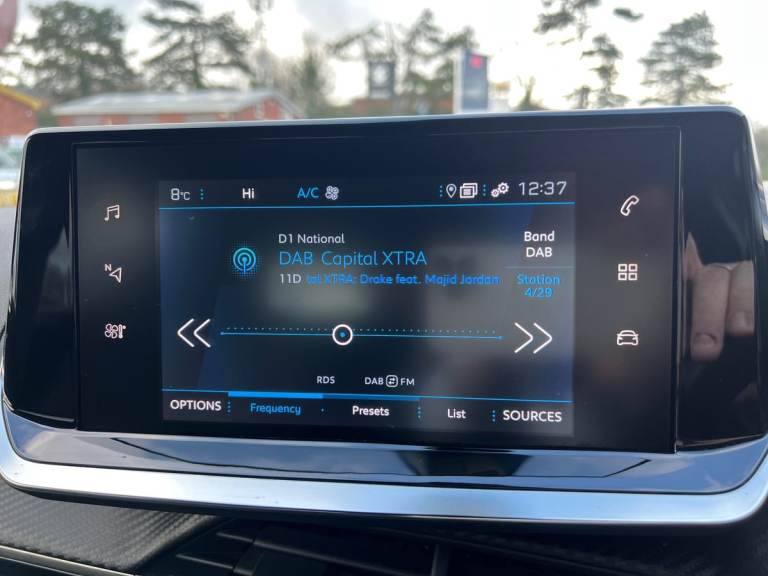 8°C Hi A/C 12:37
D1 National
DAB Capital XTRA
11D tal XTRA: Drake feat. Majid Jordan
Band
DAB
Station
4/29
N
RDS DAB FM
OPTIONS Frequency Presets List SOURCES